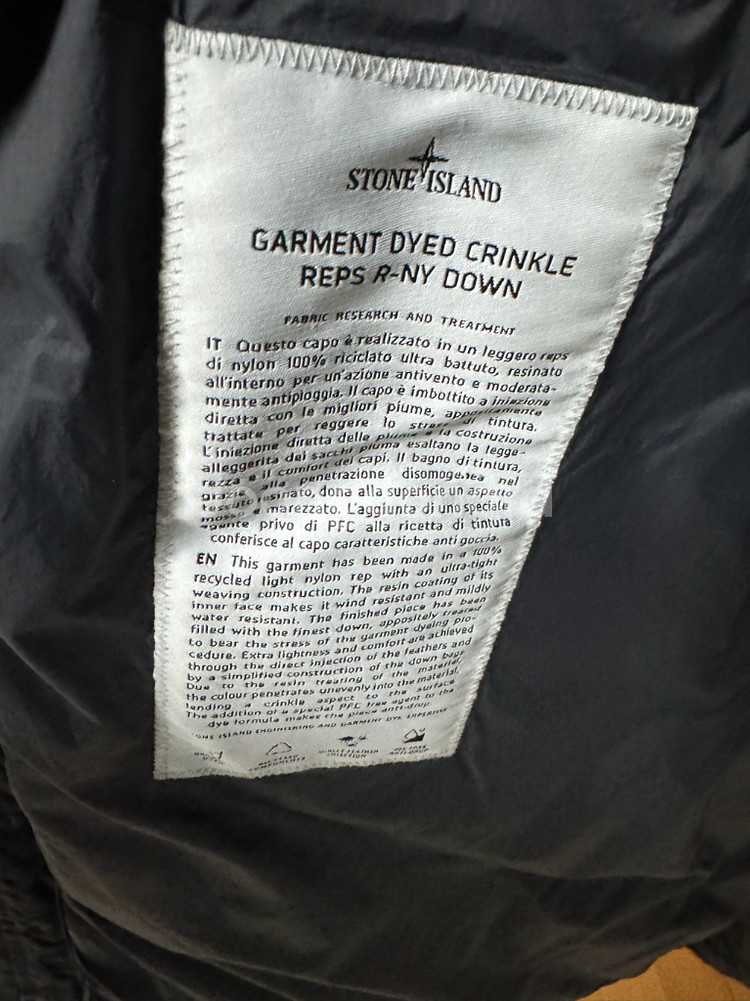 STONE ISLAND
GARMENT DYED CRINKLE
REPS R-NY DOWN
FABRIC RESEARCH AND TREATMENT
IT Questo capo è realizzato in un leggero reps
di nylon 100% riciclato ultra battuto, resinato
all'interno per un'azione antivento e moderata-
mente antipioggia. Il capo è imbottito a iniezione
diretta con le migliori piume, appositamente
trattate per reggere lo stress di tintura.
L'iniezione diretta delle piume e la costruzione
alleggerita dei sacchi piuma esaltano la legge-
rezza e il comfort dei capi. Il bagno di tintura,
grazie alla penetrazione disomogenea nel
tessuto resinato, dona alla superficie un aspetto
mosso e marezzato. L'aggiunta di uno speciale
agente privo di PFC alla ricetta di tintura
conferisce al capo caratteristiche anti goccia.
EN This garment has been made in a 100%
recycled light nylon rep with an ultra-tight
weaving construction. The resin coating of its
inner face makes it wind resistant and mildly
water resistant. The finished piece has been
filled with the finest down, appositely treated
to bear the stress of the garment dyeing pro-
cedure. Extra lightness and comfort are achieved
through the direct injection of the feathers and
by a simplified construction of the down bags
Due to the resin treating of the material,
the colour penetrates unevenly into the material,
lending a crinkle aspect to the surface
The addition of a special PFC free agent to the
dye formula makes the piece anti-drop.
STONE ISLAND ENGINEERING AND GARMENT DYE EXPERTISE
RECYCLED
COMPONENTS
INJECTION
PFC FREE
ANTI-DROP